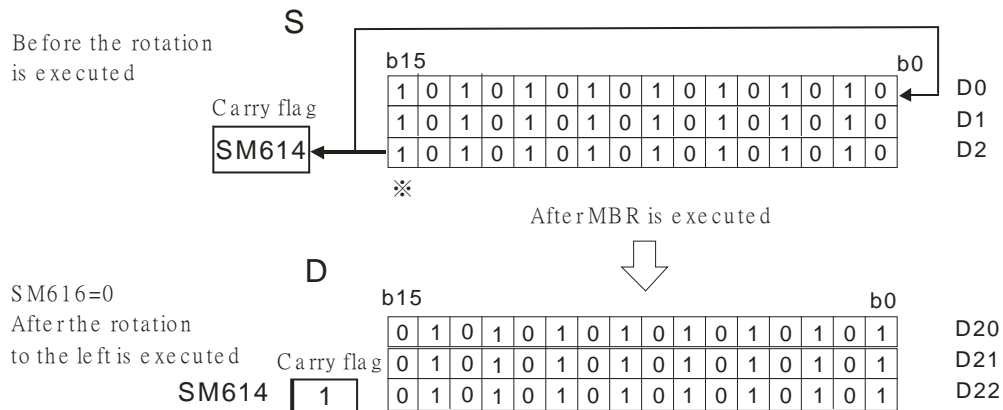 S
Before the rotation
is executed
b15 b0
1 0 1 0 1 0 1 0 1 0 1 0 1 0 1 0 D0
Carry flag
1 0 1 0 1 0 1 0 1 0 1 0 1 0 1 0 D1
SM614
1 0 1 0 1 0 1 0 1 0 1 0 1 0 1 0 D2
※
After MBR is executed
D
SM616=0
b15 b0
After the rotation
0 1 0 1 0 1 0 1 0 1 0 1 0 1 0 1 D20
to the left is executed
Carry flag
0 1 0 1 0 1 0 1 0 1 0 1 0 1 0 1 D21
SM614 1
0 1 0 1 0 1 0 1 0 1 0 1 0 1 0 1 D22